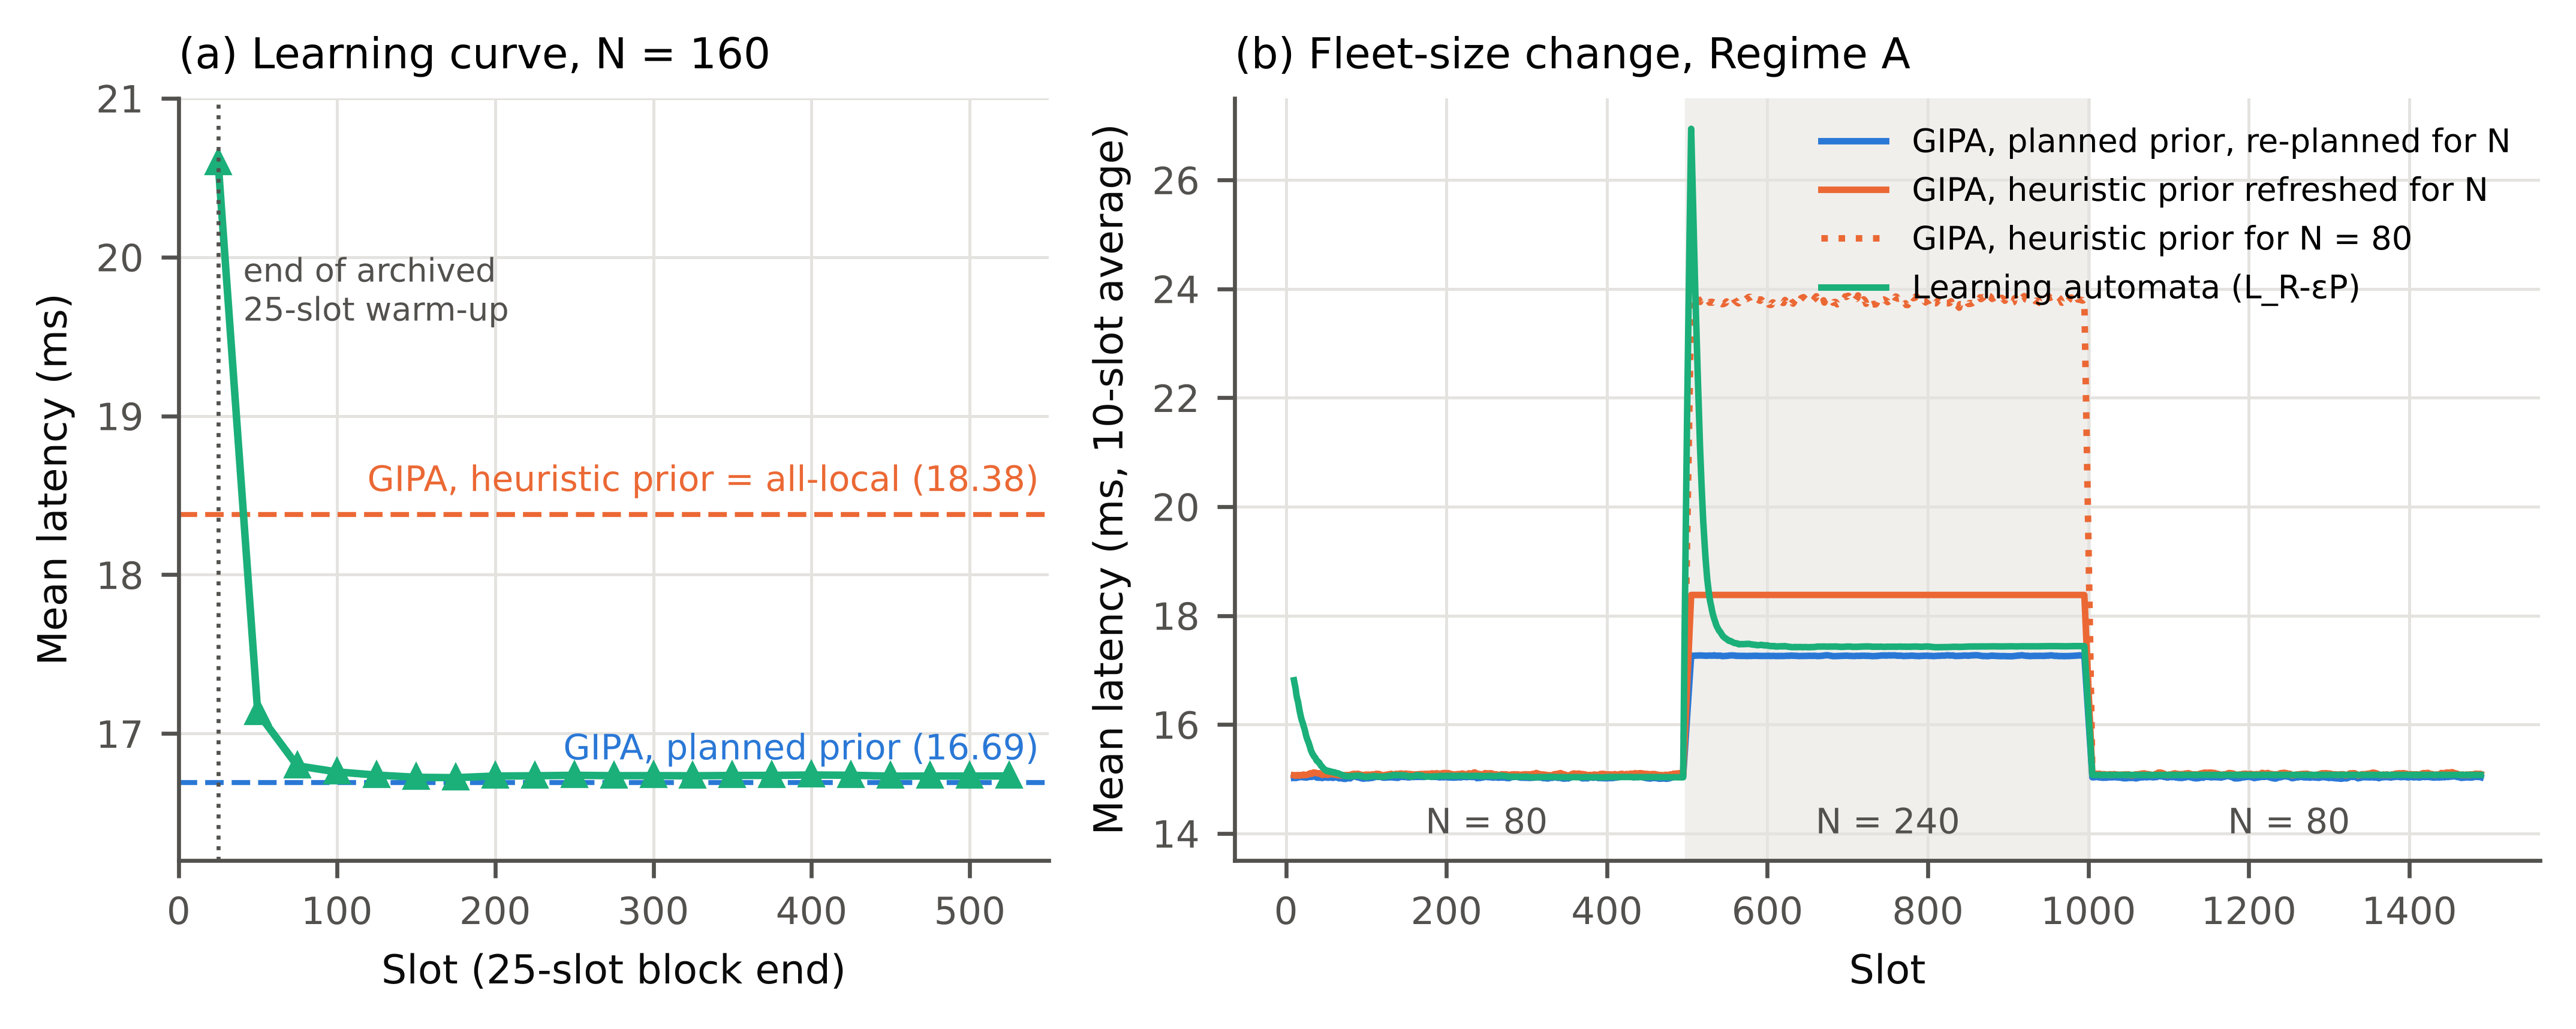 (a) Learning curve, N = 160
Mean latency (ms)
21
20
19
18
17
end of archived
25-slot warm-up
GIPA, heuristic prior = all-local (18.38)
GIPA, planned prior (16.69)
0 100 200 300 400 500
Slot (25-slot block end)
(b) Fleet-size change, Regime A
Mean latency (ms, 10-slot average)
26
24
22
20
18
16
14
GIPA, planned prior, re-planned for N
GIPA, heuristic prior refreshed for N
GIPA, heuristic prior for N = 80
Learning automata (L_R-εP)
N = 80 N = 240 N = 80
0 200 400 600 800 1000 1200 1400
Slot